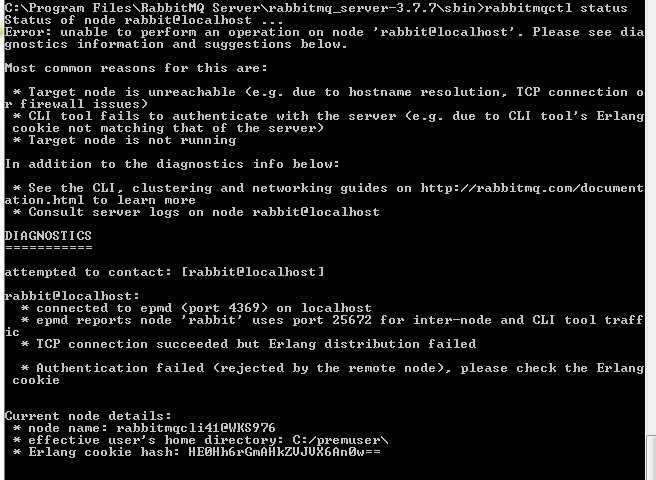 C:\Program Files\RabbitMQ Server\rabbitmq_server-3.7.7\sbin>rabbitmqctl status
Status of node rabbit@localhost ...
Error: unable to perform an operation on node 'rabbit@localhost'. Please see dia
gnostics information and suggestions below.
Most common reasons for this are:
* Target node is unreachable (e.g. due to hostname resolution, TCP connection o
r firewall issues)
* CLI tool fails to authenticate with the server (e.g. due to CLI tool's Erlang
cookie not matching that of the server)
* Target node is not running
In addition to the diagnostics info below:
* See the CLI, clustering and networking guides on http://rabbitmq.com/document
ation.html to learn more
* Consult server logs on node rabbit@localhost
DIAGNOSTICS
===========
attempted to contact: [rabbit@localhost]
rabbit@localhost:
* connected to epmd (port 4369) on localhost
* epmd reports node 'rabbit' uses port 25672 for inter-node and CLI tool traff
ic
* TCP connection succeeded but Erlang distribution failed
* Authentication failed (rejected by the remote node), please check the Erlang
cookie
Current node details:
* node name: rabbitmqcli41@WKS976
* effective user's home directory: C:/premuser\
* Erlang cookie hash: HE0Hh6rGmAHkZVJVX6An0w==